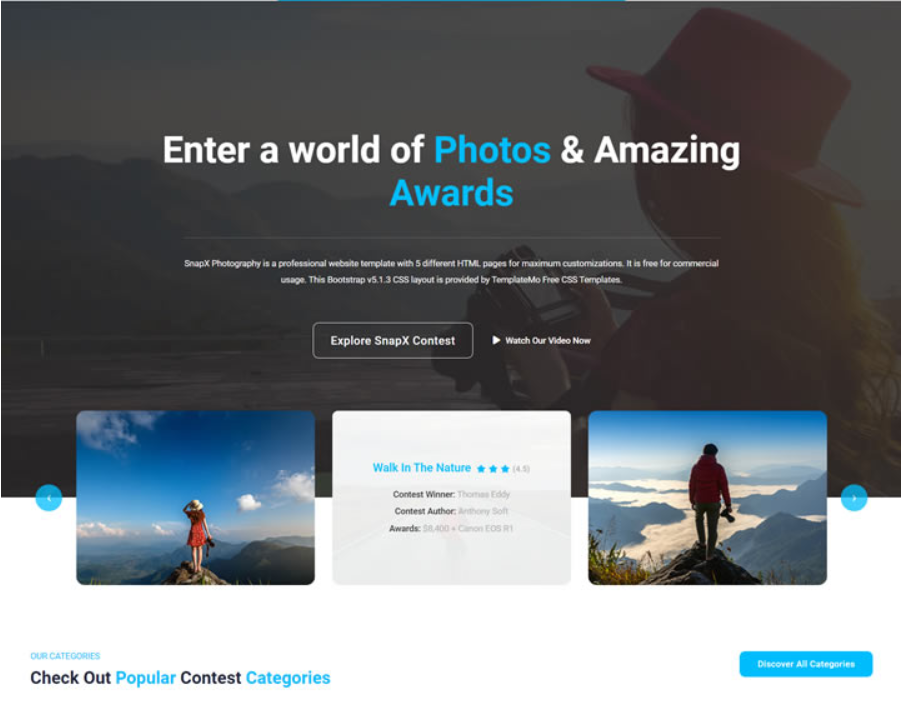 Enter a world of Photos & Amazing
Awards
SnapX Photography is a professional website template with 5 different HTML pages for maximum customizations. It is free for commercial
usage. This Bootstrap v5.1.3 CSS layout is provided by TemplateMo Free CSS Templates.
Explore SnapX Contest
Watch Our Video Now
Walk In The Nature (4.5)
Contest Winner: Thomas Eddy
Contest Author: Anthony Soft
Awards: $8,400 + Canon EOS R1
OUR CATEGORIES
Check Out Popular Contest Categories
Discover All Categories